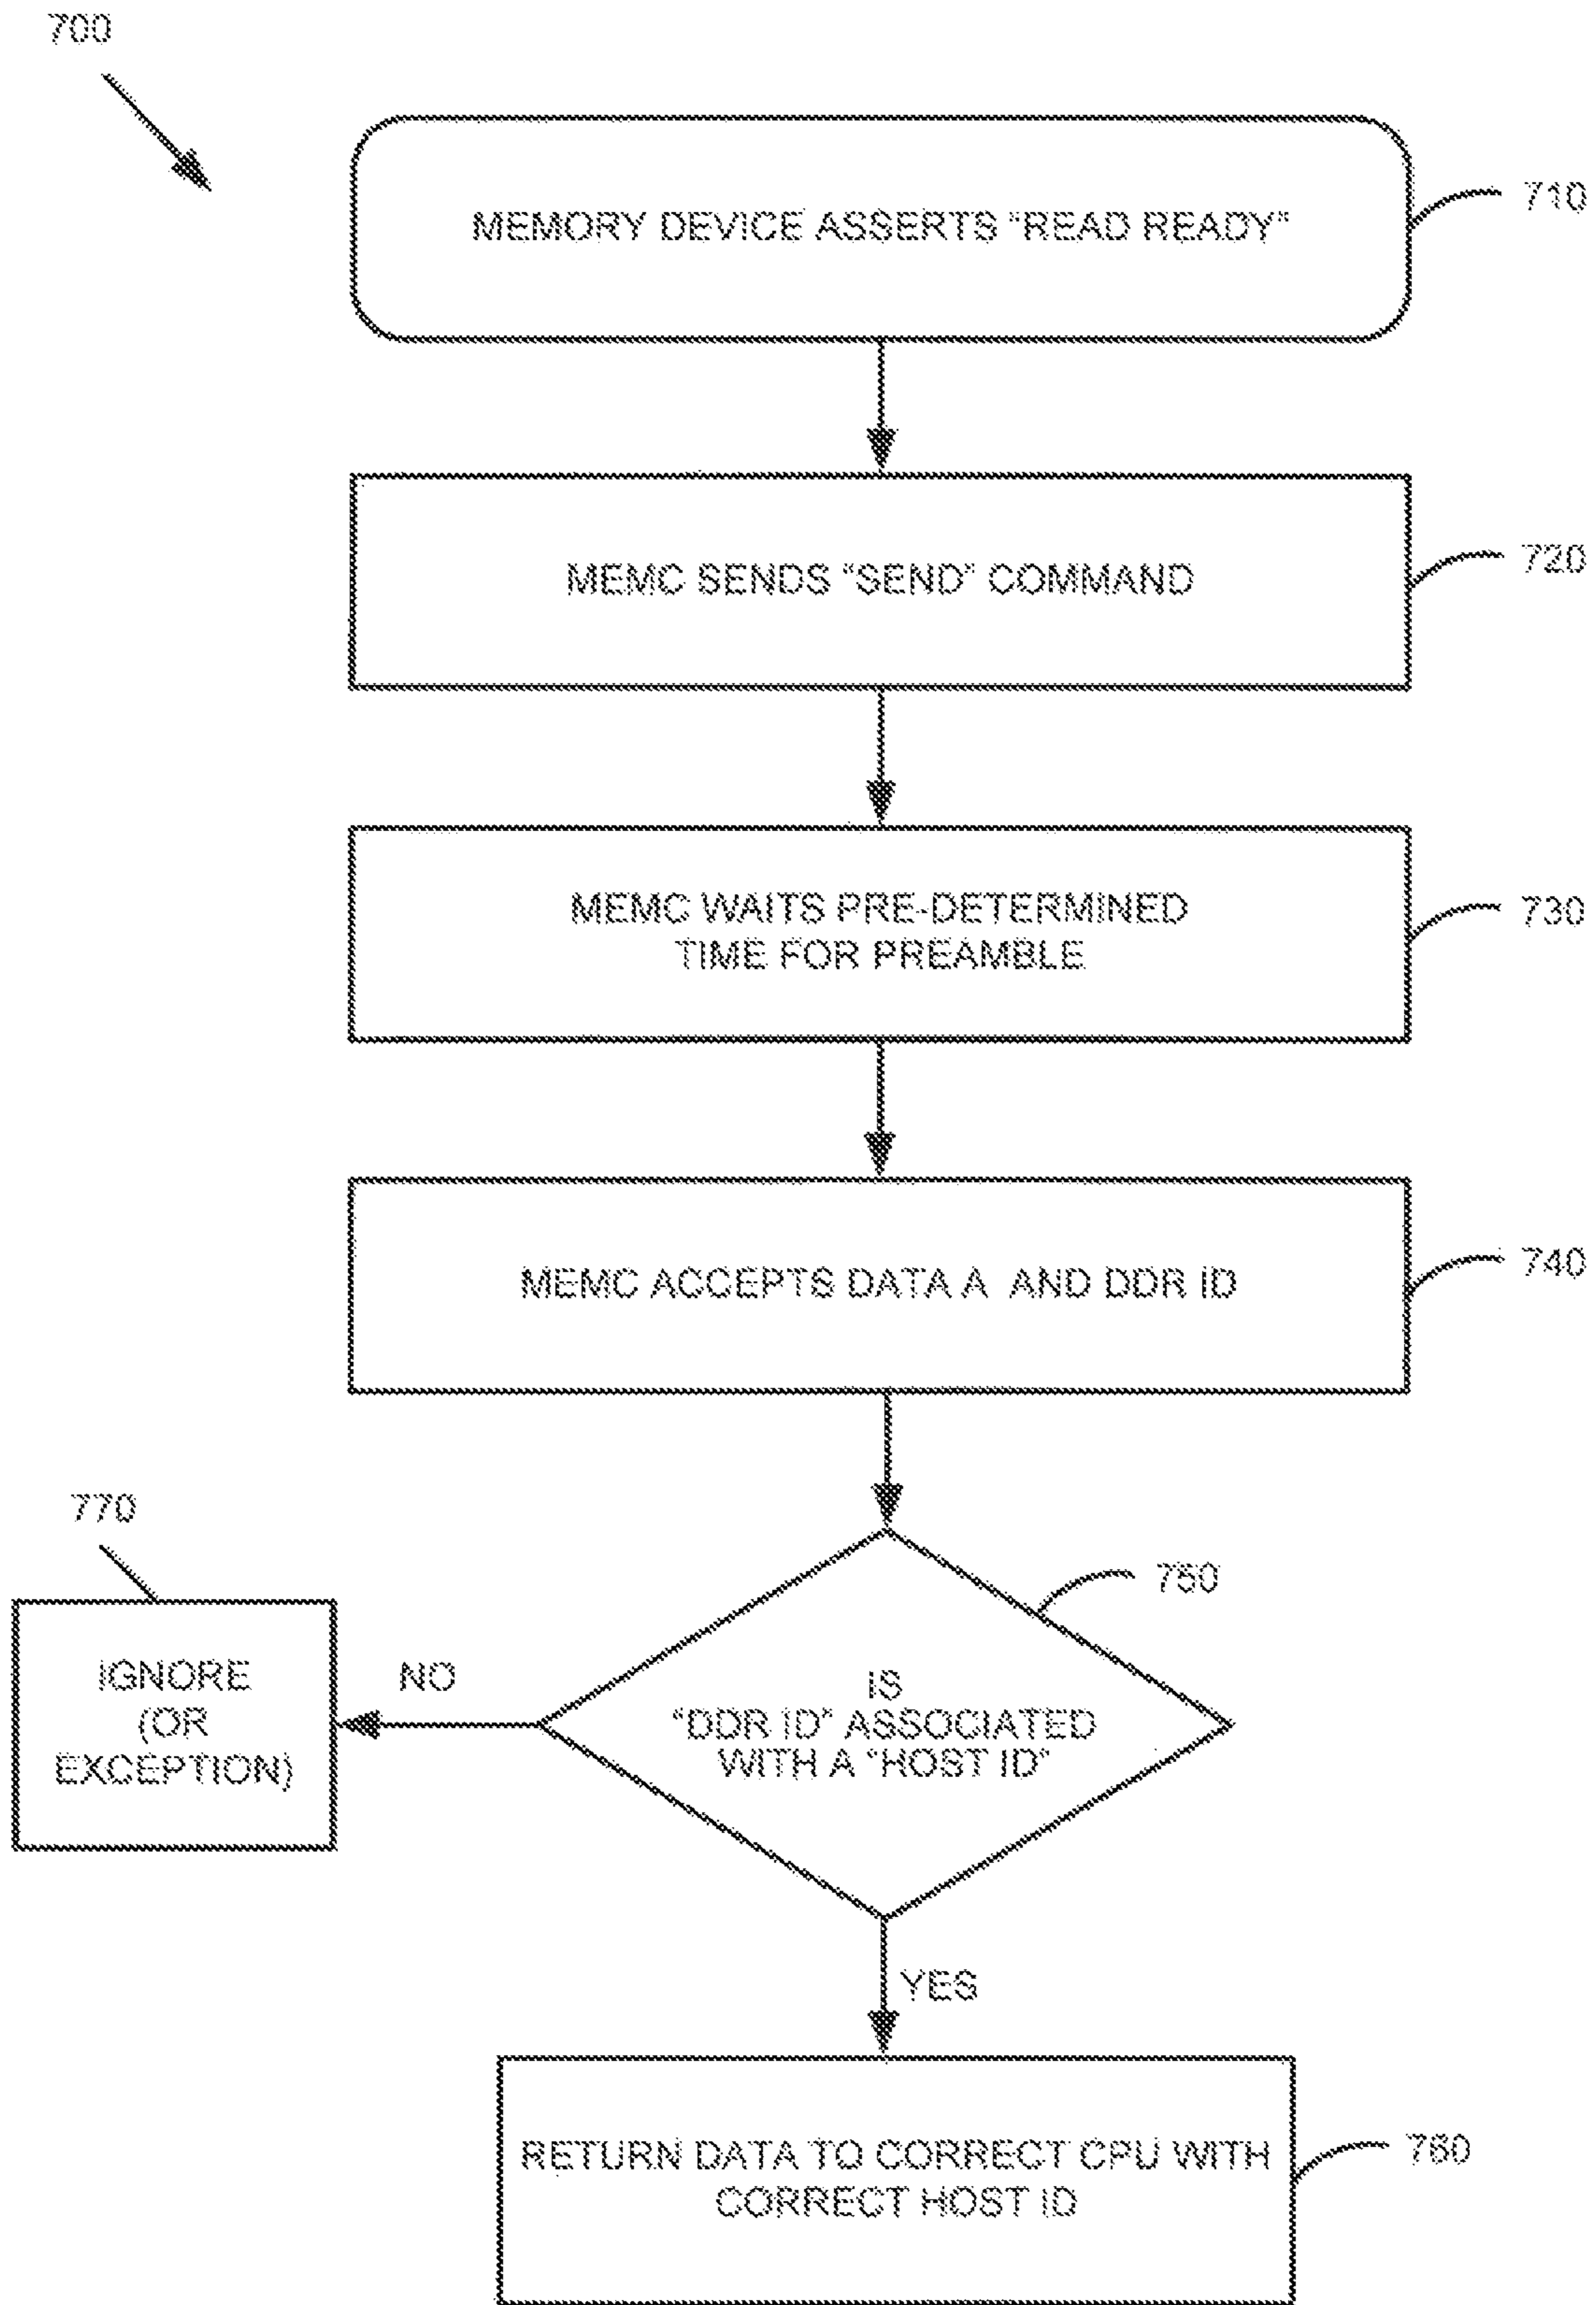 700
MEMORY DEVICE ASSERTS “READ READY”
710
MEMC SENDS “SEND” COMMAND
720
MEMC WAITS PRE-DETERMINED
TIME FOR PREAMBLE
730
MEMC ACCEPTS DATA A AND DDR ID
740
750
IS
“DDR ID” ASSOCIATED
WITH A “HOST ID”
770
IGNORE
(OR
EXCEPTION)
NO
YES
RETURN DATA TO CORRECT CPU WITH
CORRECT HOST ID
760